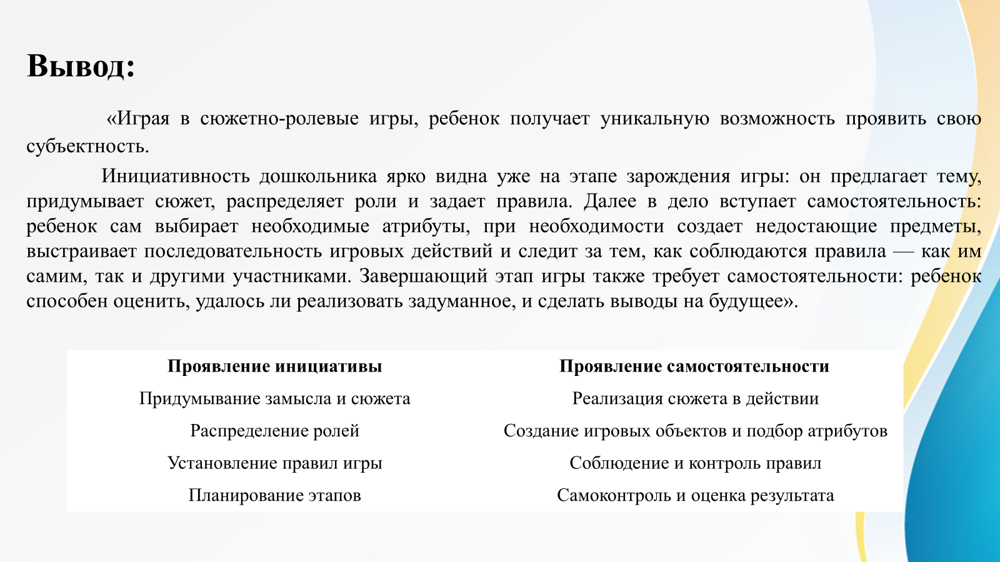 Вывод:
«Играя в сюжетно-ролевые игры, ребенок получает уникальную возможность проявить свою
субъектность.
Инициативность дошкольника ярко видна уже на этапе зарождения игры: он предлагает тему,
придумывает сюжет, распределяет роли и задает правила. Далее в дело вступает самостоятельность:
ребенок сам выбирает необходимые атрибуты, при необходимости создает недостающие предметы,
выстраивает последовательность игровых действий и следит за тем, как соблюдаются правила — как им
самим, так и другими участниками. Завершающий этап игры также требует самостоятельности: ребенок
способен оценить, удалось ли реализовать задуманное, и сделать выводы на будущее».
Проявление инициативы Проявление самостоятельности
Придумывание замысла и сюжета Реализация сюжета в действии
Распределение ролей Создание игровых объектов и подбор атрибутов
Установление правил игры Соблюдение и контроль правил
Планирование этапов Самоконтроль и оценка результата